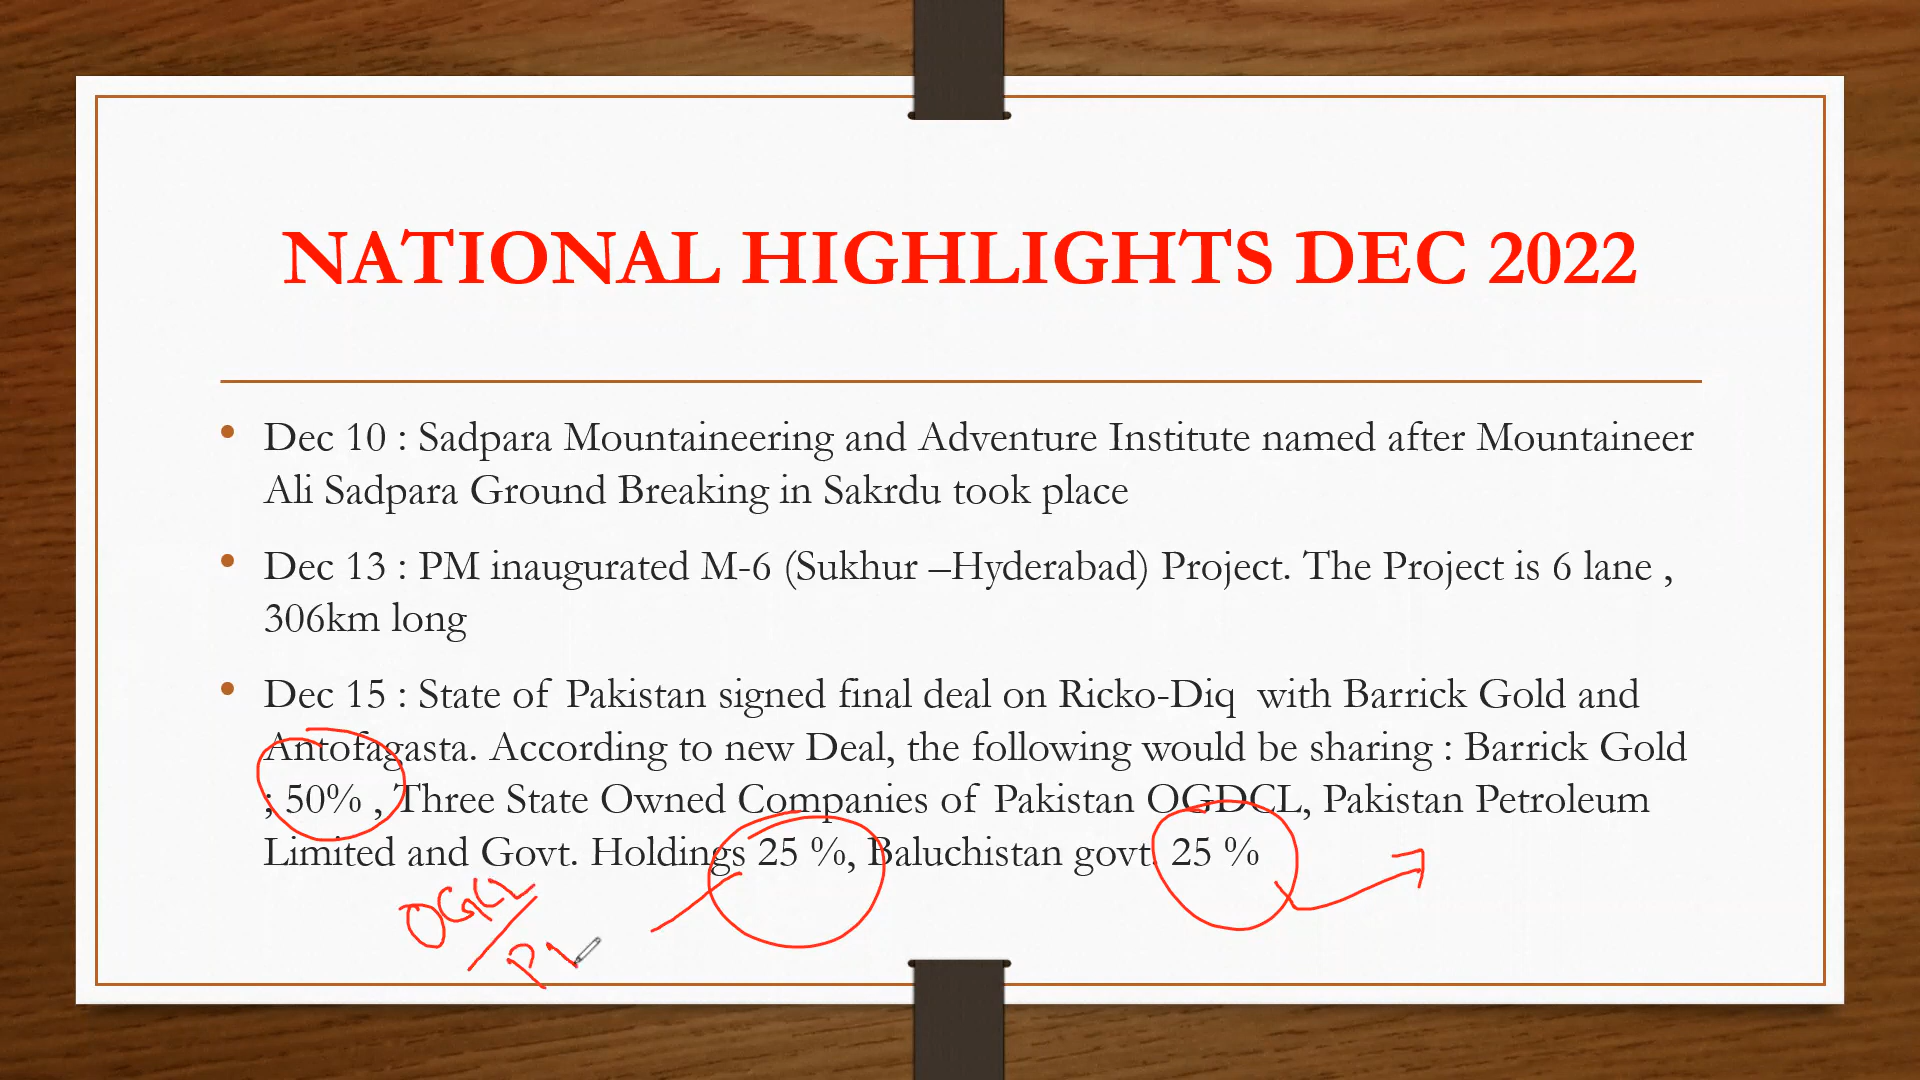 NATIONAL HIGHLIGHTS DEC 2022
• Dec 10 : Sadpara Mountaineering and Adventure Institute named after Mountaineer
Ali Sadpara Ground Breaking in Sakrdu took place
• Dec 13 : PM inaugurated M-6 (Sukhur –Hyderabad) Project. The Project is 6 lane ,
306km long
• Dec 15 : State of Pakistan signed final deal on Ricko-Diq with Barrick Gold and
Antofagasta. According to new Deal, the following would be sharing : Barrick Gold
; 50% , Three State Owned Companies of Pakistan OGDCL, Pakistan Petroleum
Limited and Govt. Holdings 25 %, Baluchistan govt. 25 %